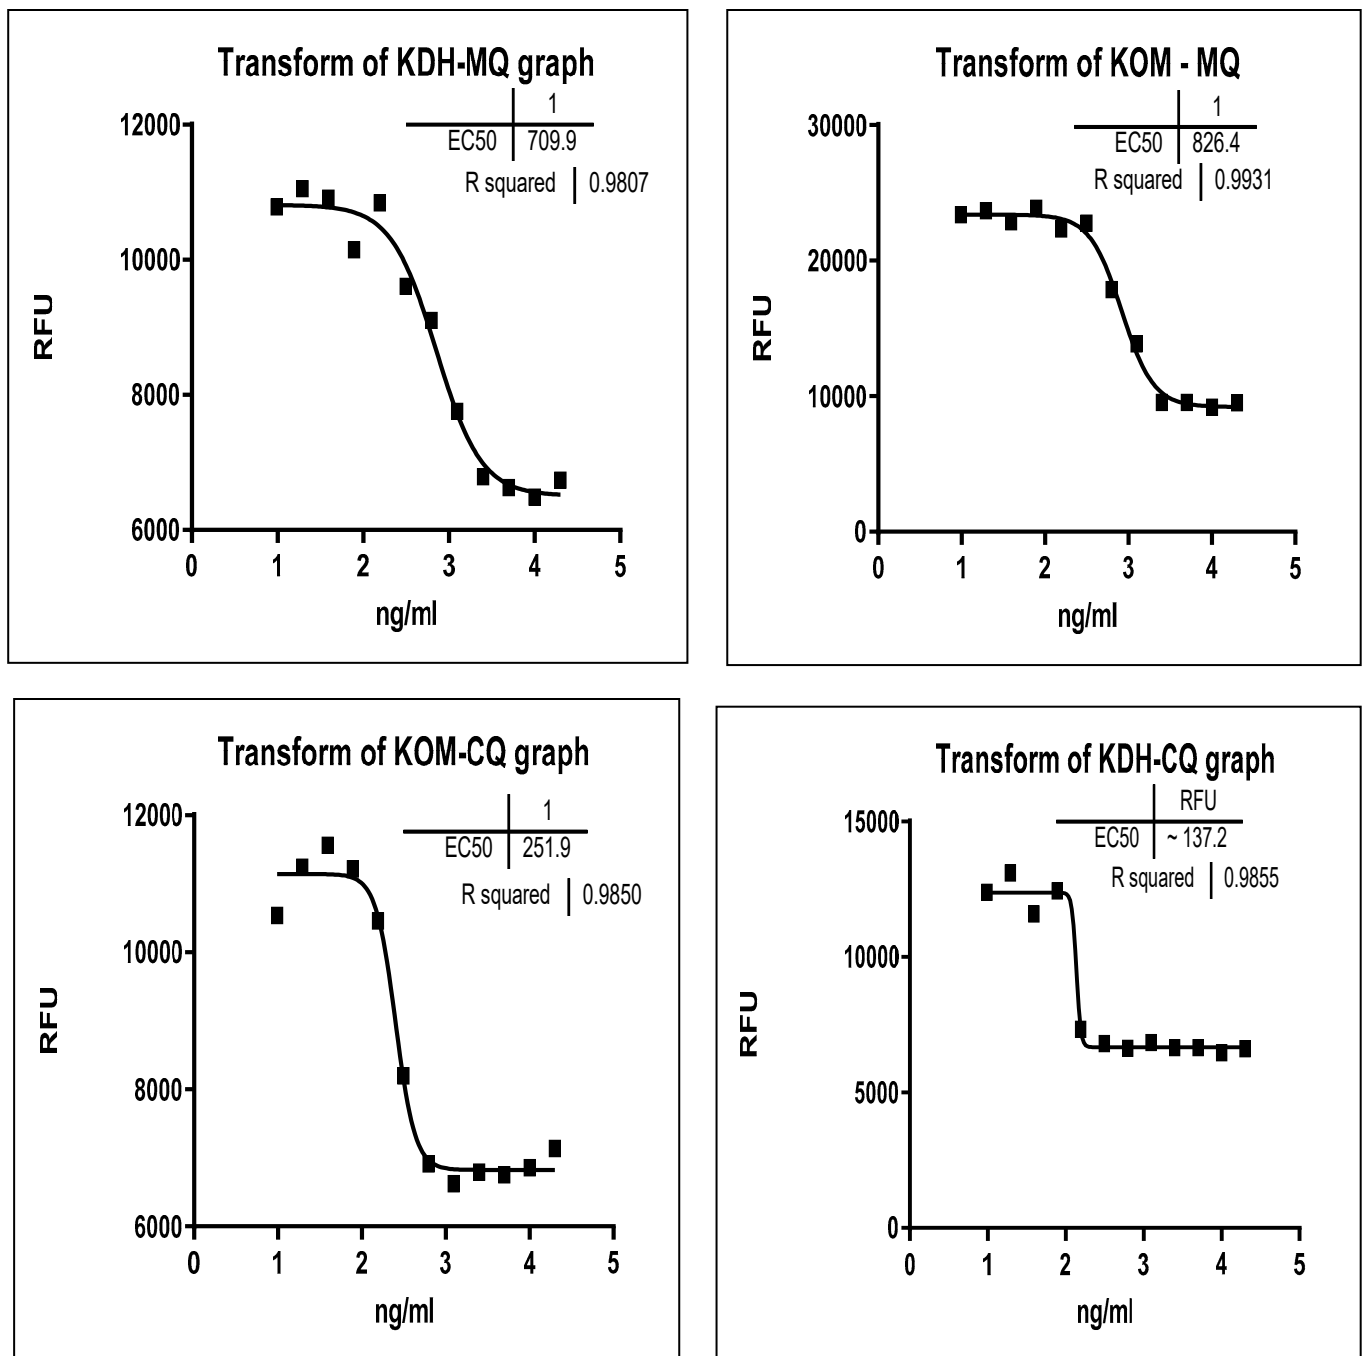 Transform of KDH-MQ graph
1
EC50 709.9
R squared 0.9807
12000
10000
8000
6000
RFU
0 1 2 3 4 5
ng/ml
Transform of KOM - MQ
1
EC50 826.4
R squared 0.9931
30000
20000
10000
0
RFU
0 1 2 3 4 5
ng/ml
Transform of KOM-CQ graph
1
EC50 251.9
R squared 0.9850
12000
10000
8000
6000
RFU
0 1 2 3 4 5
ng/ml
Transform of KDH-CQ graph
RFU
EC50 ~ 137.2
R squared 0.9855
15000
10000
5000
0
RFU
0 1 2 3 4 5
ng/ml